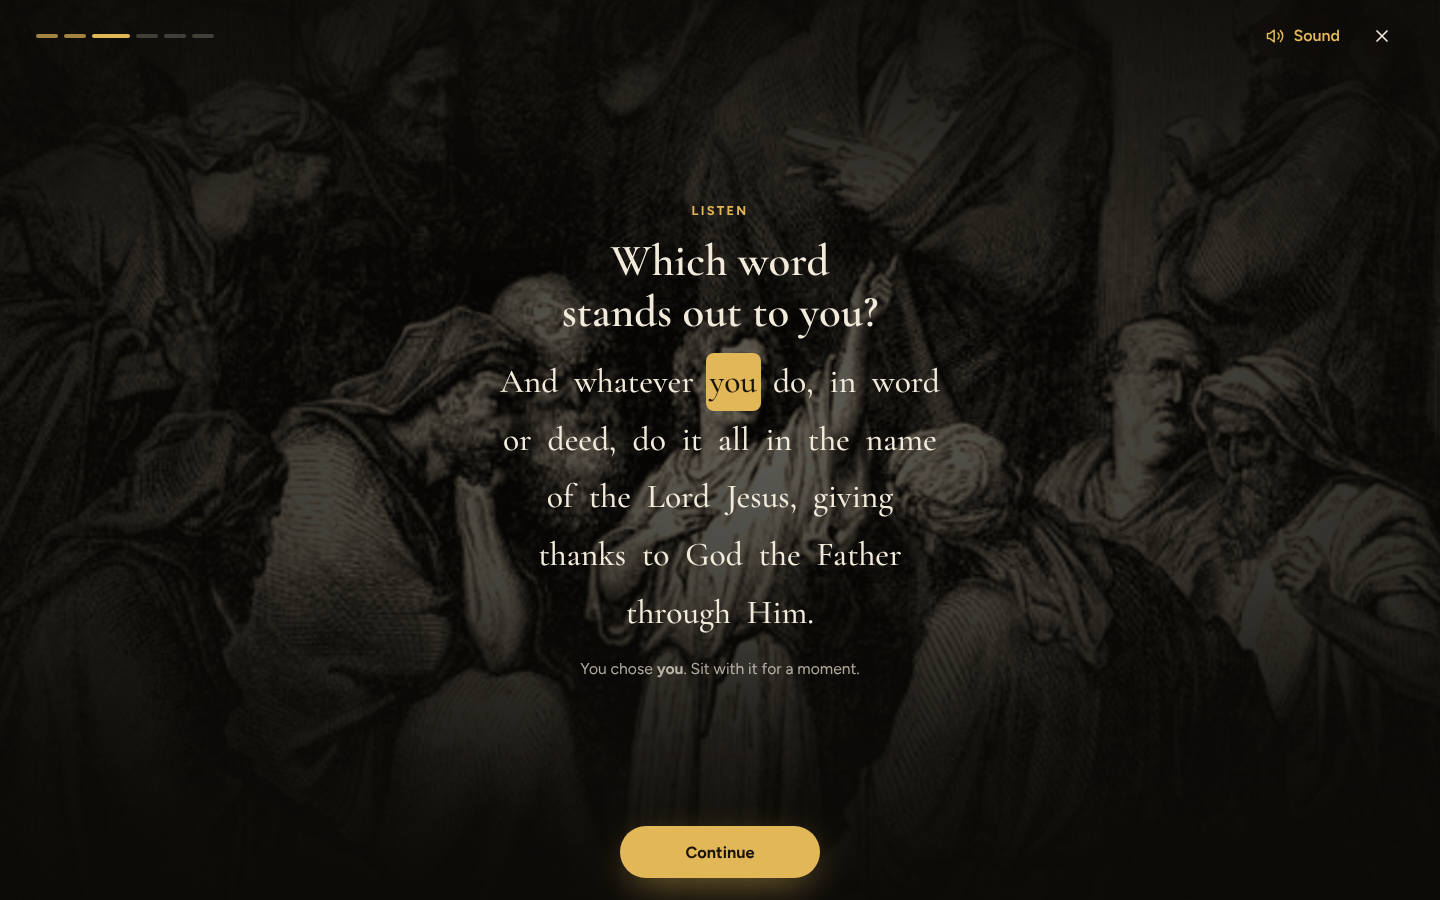 Sound
LISTEN
Which word
stands out to you?
And whatever you do, in word
or deed, do it all in the name
of the Lord Jesus, giving
thanks to God the Father
through Him.
You chose you. Sit with it for a moment.
Continue